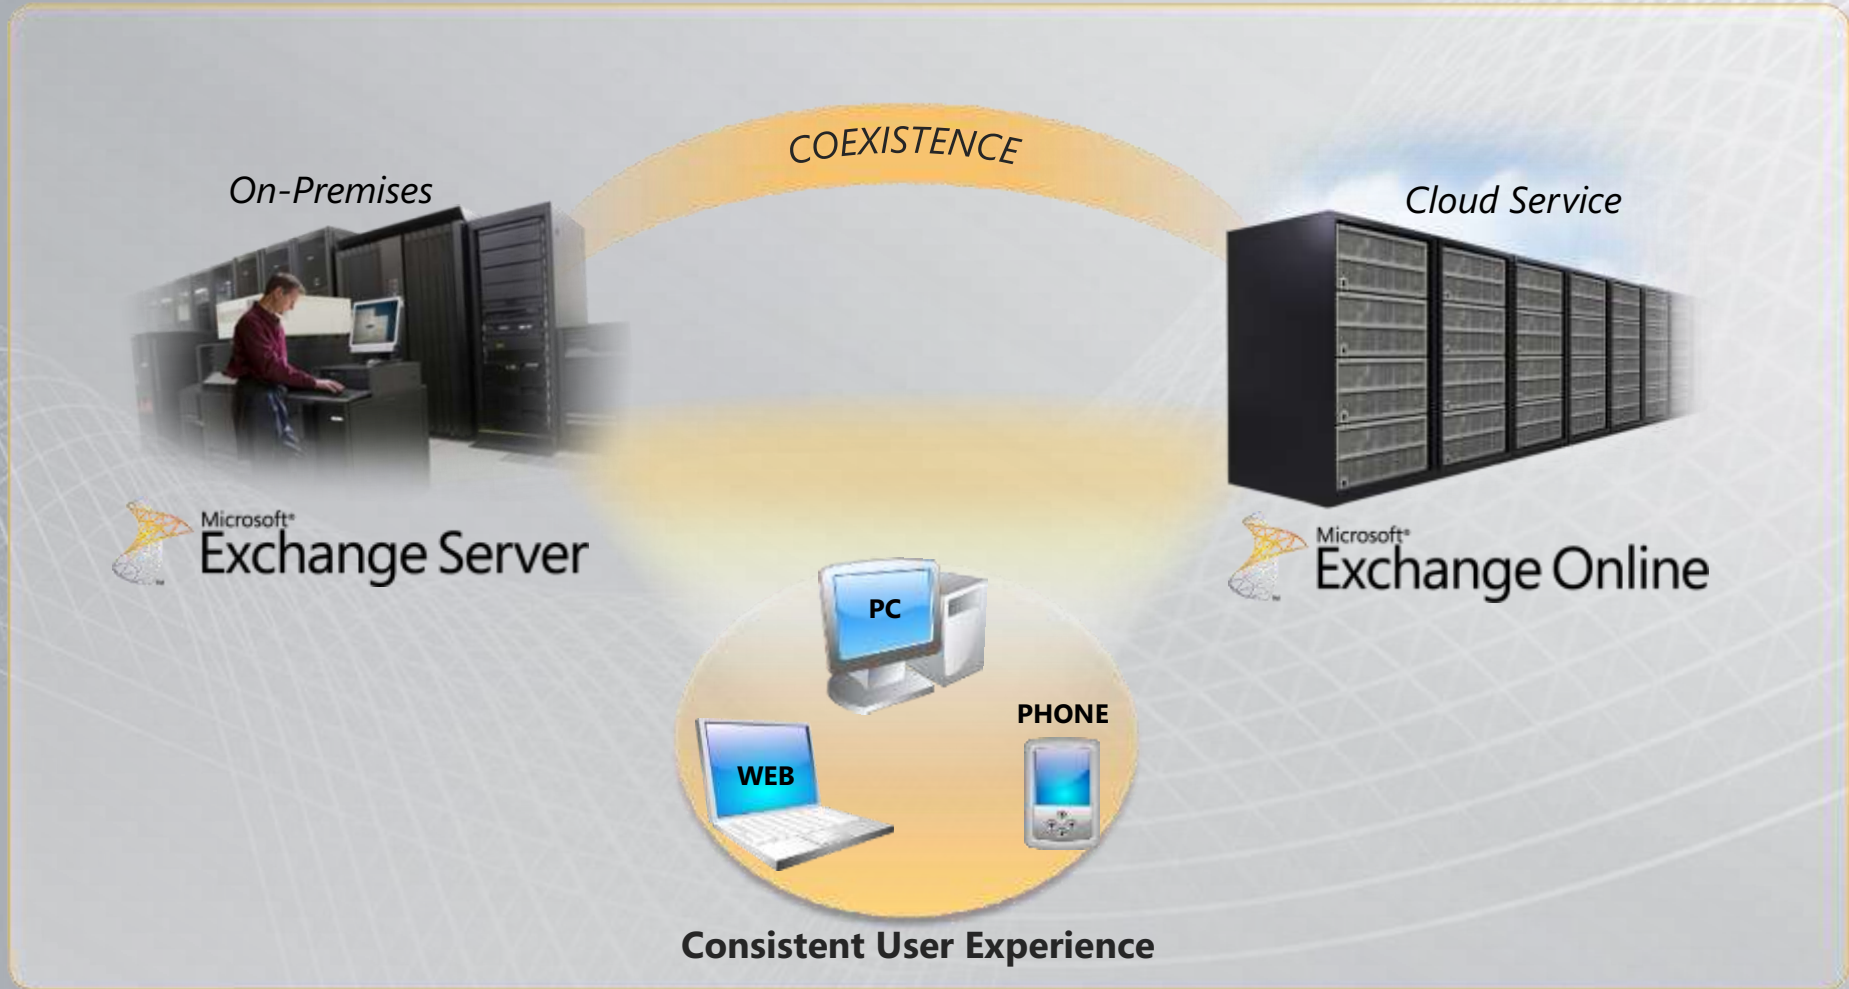 COEXISTENCE
On-Premises
Cloud Service
Microsoft®
Exchange Server
Microsoft®
Exchange Online
PC
PHONE
WEB
Consistent User Experience